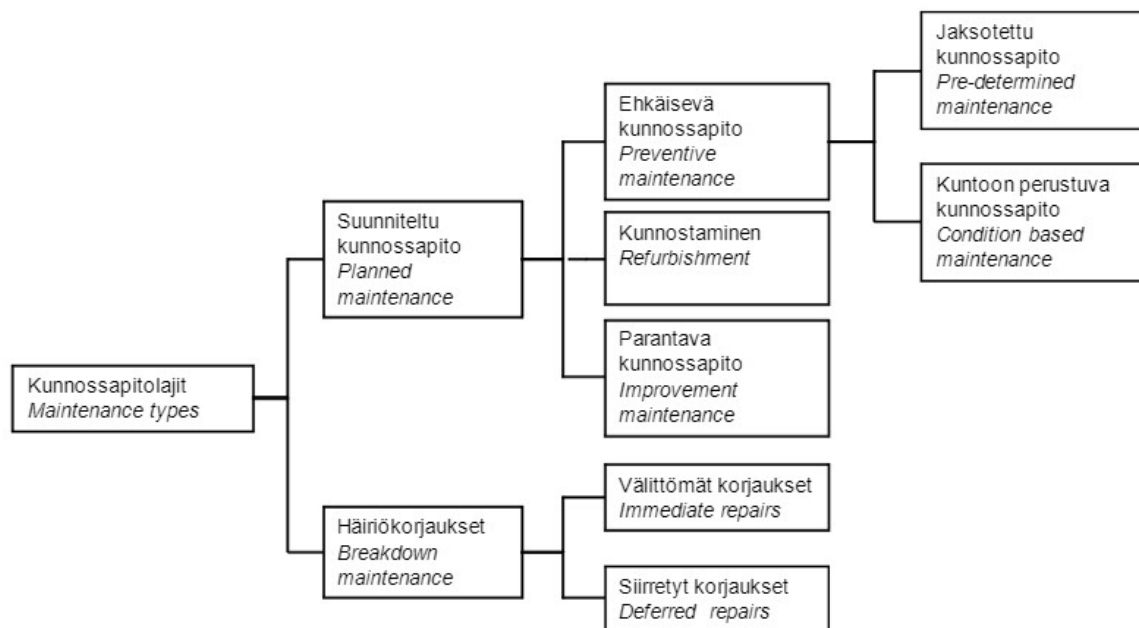 Jaksotettu
kunnossapito
Pre-determined
maintenance
Ehkäisevä
kunnossapito
Preventive
maintenance
Kuntoon perustuva
kunnossapito
Condition based
maintenance
Suunniteltu
kunnossapito
Planned
maintenance
Kunnostaminen
Refurbishment
Parantava
kunnossapito
Improvement
maintenance
Kunnossapitolajit
Maintenance types
Välittömät korjaukset
Immediate repairs
Häiriökorjaukset
Breakdown
maintenance
Siirretyt korjaukset
Deferred repairs